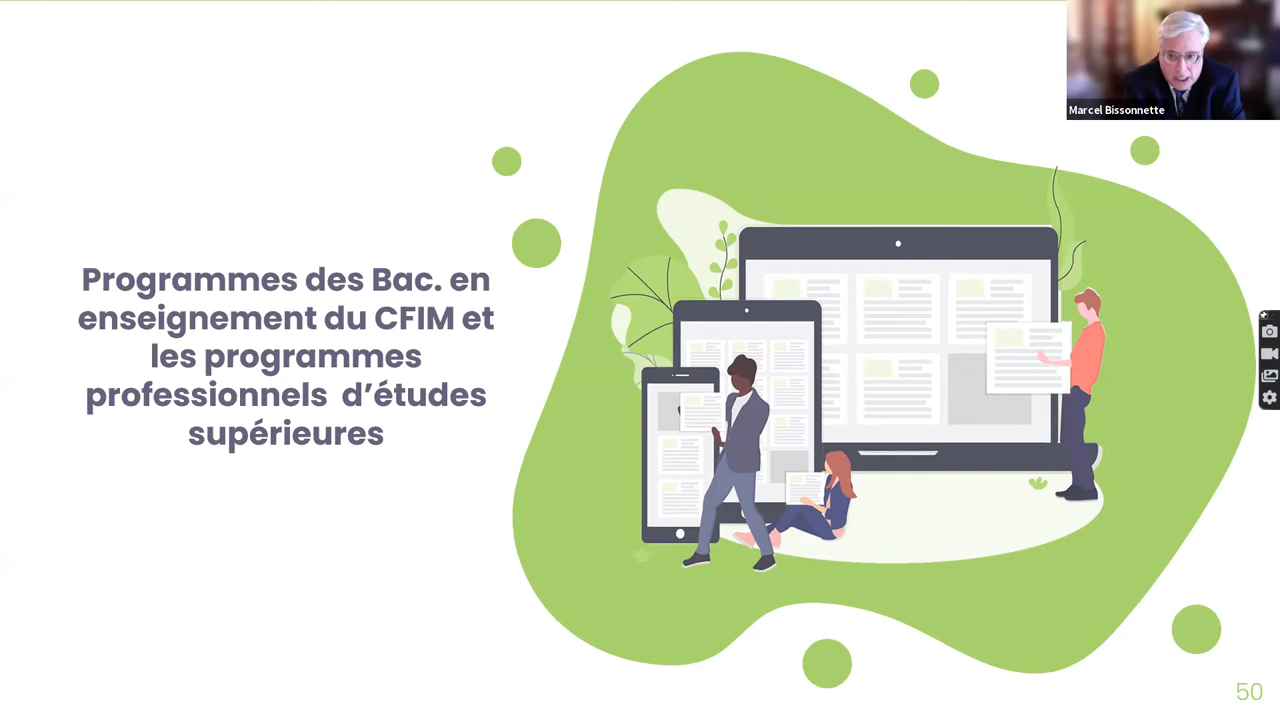 Marcel Bissonnette
Programmes des Bac. en
enseignement du CFIM et
les programmes
professionnels d’études
supérieures
50